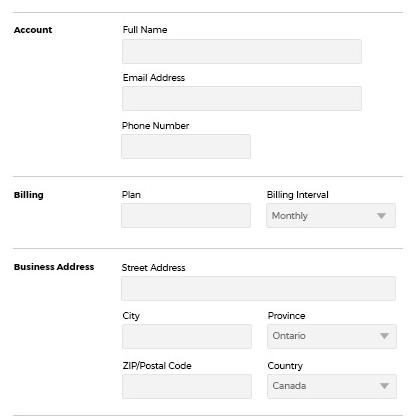 Account
Full Name
Email Address
Phone Number
Billing
Plan
Billing Interval
Monthly
Business Address
Street Address
City
Province
Ontario
ZIP/Postal Code
Country
Canada